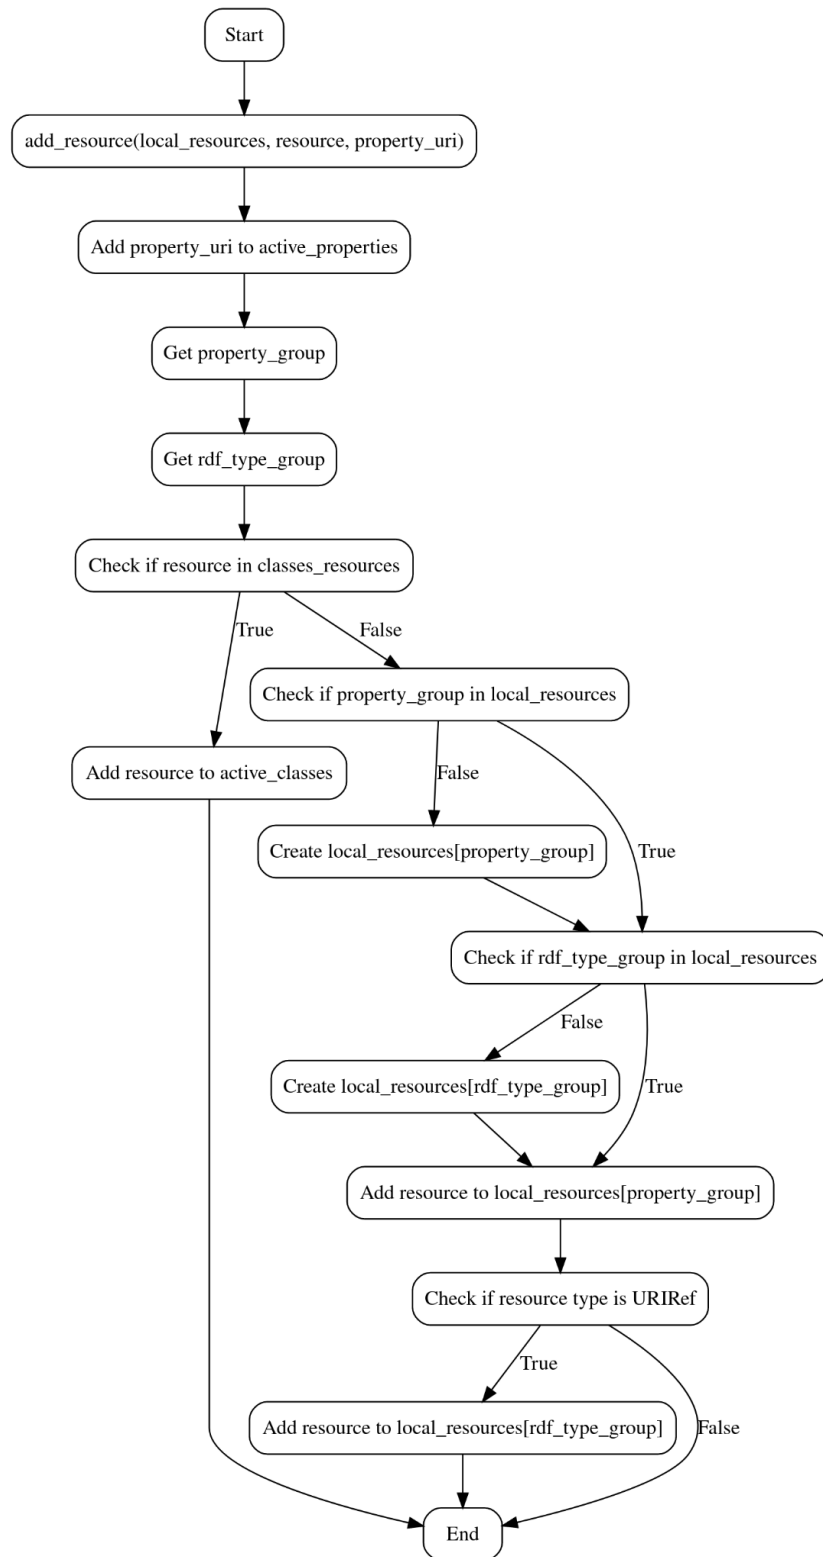 Start
add_resource(local_resources, resource, property_uri)
Add property_uri to active_properties
Get property_group
Get rdf_type_group
Check if resource in classes_resources
True
False
Check if property_group in local_resources
Add resource to active_classes
False
Create local_resources[property_group]
True
Check if rdf_type_group in local_resources
False
Create local_resources[rdf_type_group]
True
Add resource to local_resources[property_group]
Check if resource type is URIRef
True
Add resource to local_resources[rdf_type_group]
False
End